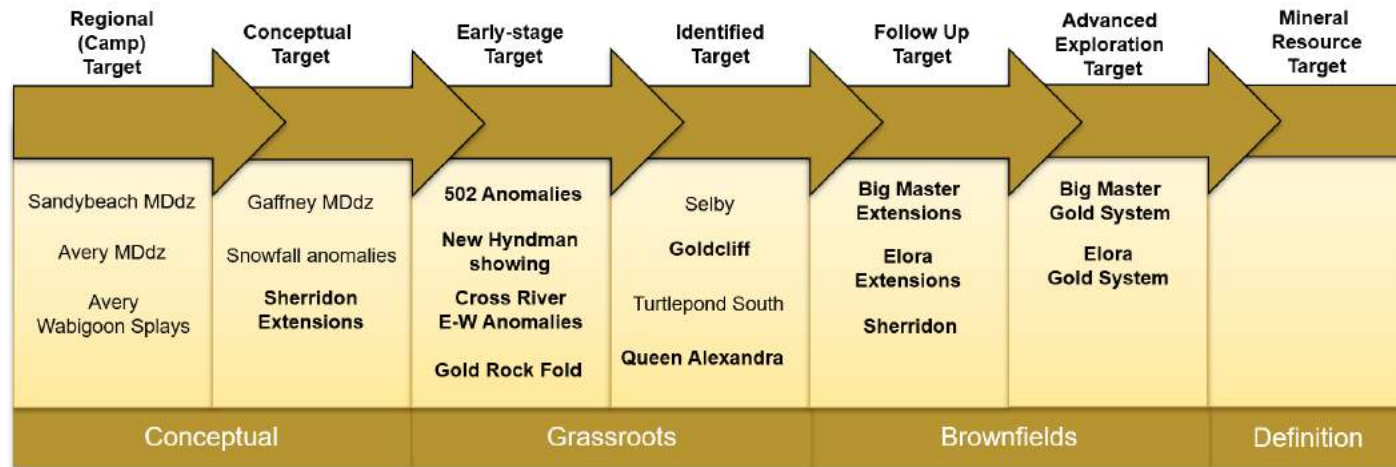 Regional
(Camp)
Target
Conceptual
Target
Early-stage
Target
Identified
Target
Follow Up
Target
Advanced
Exploration
Target
Mineral
Resource
Target
Sandybeach MDdz
Avery MDdz
Avery
Wabigoon Splays
Gaffney MDdz
Snowfall anomalies
Sherridon
Extensions
502 Anomalies
New Hyndman
showing
Cross River
E-W Anomalies
Gold Rock Fold
Selby
Goldcliff
Turtlepond South
Queen Alexandra
Big Master
Extensions
Elora
Extensions
Sherridon
Big Master
Gold System
Elora
Gold System
Conceptual
Grassroots
Brownfields
Definition